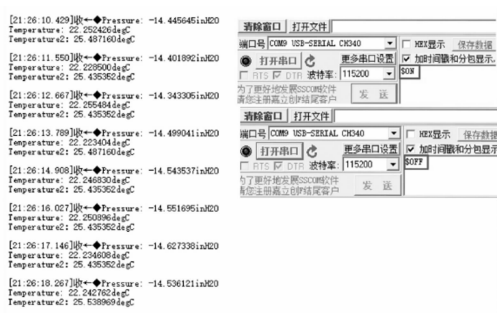 [21:26:10.429]收←◆Pressure: -14.445645inH2O
Temperature: 22.252426degC
Temperature2: 25.487160degC
[21:26:11.550]收←◆Pressure: -14.401892inH2O
Temperature: 22.228500degC
Temperature2: 25.435352degC
[21:26:12.667]收←◆Pressure: -14.343305inH2O
Temperature: 22.255484degC
Temperature2: 25.435352degC
[21:26:13.789]收←◆Pressure: -14.499041inH2O
Temperature: 22.223404degC
Temperature2: 25.487160degC
[21:26:14.908]收←◆Pressure: -14.543537inH2O
Temperature: 22.246830degC
Temperature2: 25.435352degC
[21:26:16.027]收←◆Pressure: -14.551695inH2O
Temperature: 22.250896degC
Temperature2: 25.435352degC
[21:26:17.146]收←◆Pressure: -14.627338inH2O
Temperature: 22.234608degC
Temperature2: 25.435352degC
[21:26:18.267]收←◆Pressure: -14.536121inH2O
Temperature: 22.242762degC
Temperature2: 25.538969degC
清除窗口 打开文件
端口号 COM9 USB-SERIAL CH340 HEX显示 保存数据
打开串口 更多串口设置 加时间戳和分包显示.
RTS DTR 波特率: 115200 $ON
为了更好地发展SSCOM软件
请您注册嘉立创F结尾客户 发 送
清除窗口 打开文件
端口号 COM9 USB-SERIAL CH340 HEX显示 保存数据
打开串口 更多串口设置 加时间戳和分包显示
RTS DTR 波特率: 115200 $OFF
为了更好地发展SSCOM软件
请您注册嘉立创F结尾客户 发 送